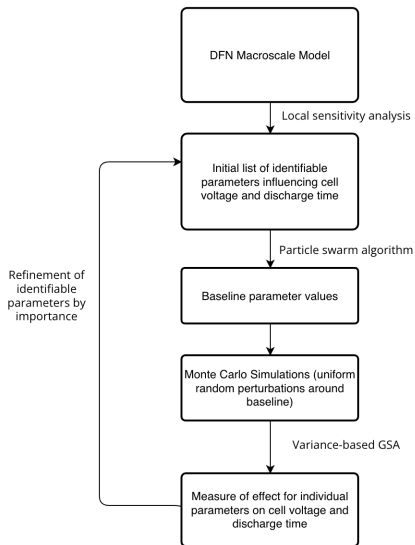 DFN Macroscale Model
Local sensitivity analysis
Initial list of identifiable
parameters influencing cell
voltage and discharge time
Particle swarm algorithm
Refinement of
identifiable
parameters by
importance
Baseline parameter values
Monte Carlo Simulations (uniform
random perturbations around
baseline)
Variance-based GSA
Measure of effect for individual
parameters on cell voltage and
discharge time